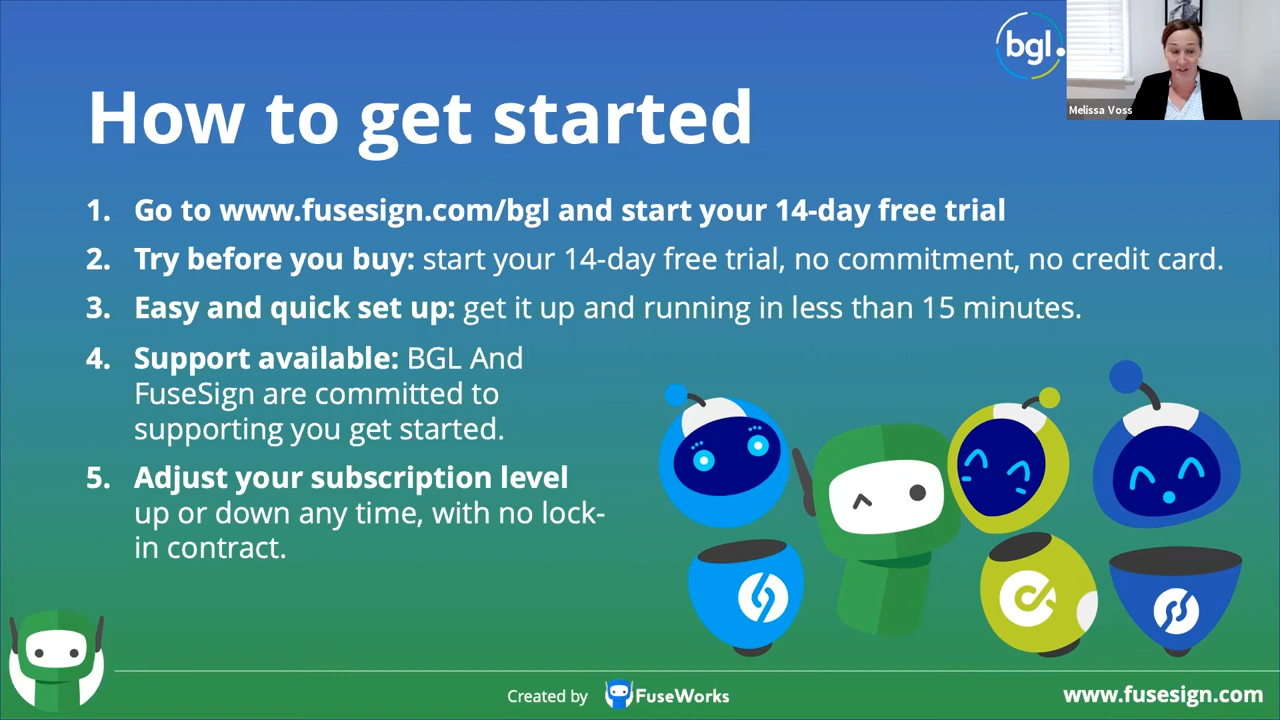 bgl.
Melissa Voss
How to get started
1. Go to www.fusesign.com/bgl and start your 14-day free trial
2. Try before you buy: start your 14-day free trial, no commitment, no credit card.
3. Easy and quick set up: get it up and running in less than 15 minutes.
4. Support available: BGL And
FuseSign are committed to
supporting you get started.
5. Adjust your subscription level
up or down any time, with no lock-
in contract.
Created by FuseWorks
www.fusesign.com